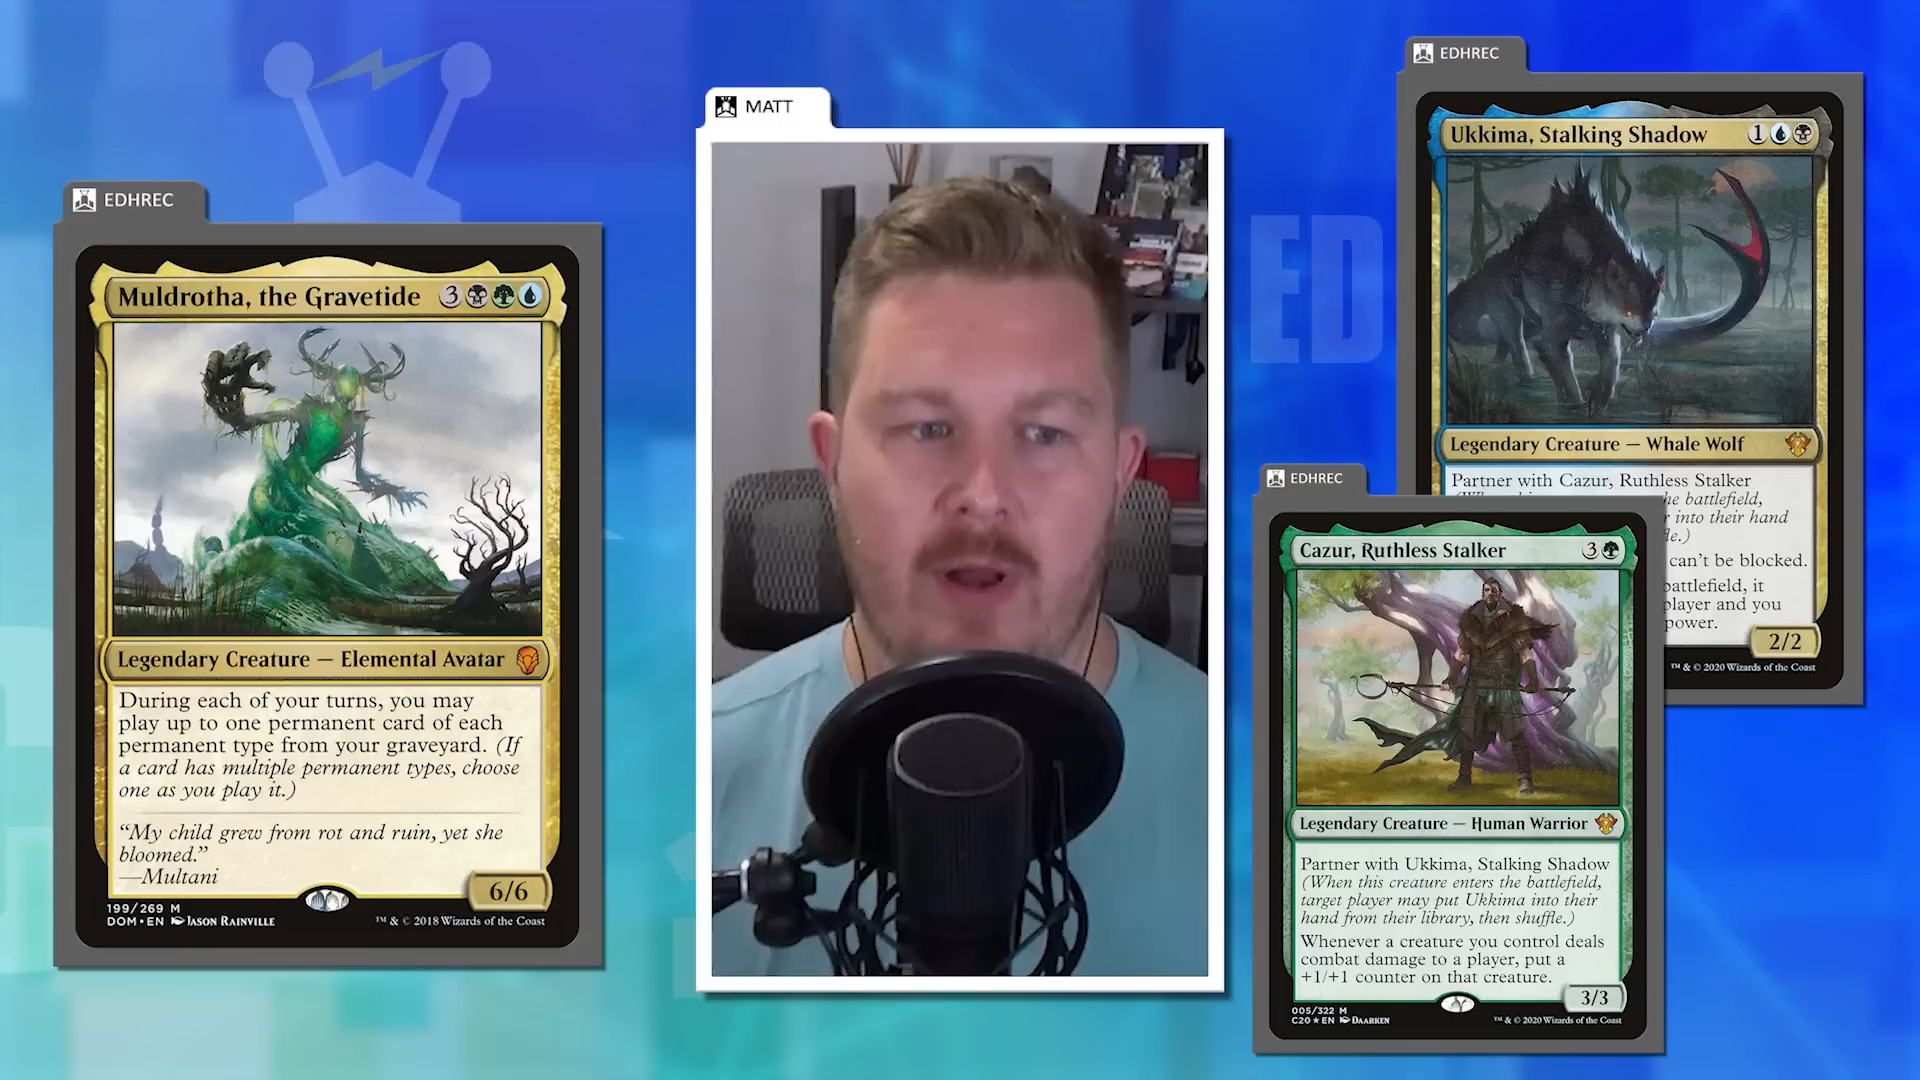 EDHREC
Muldrotha, the Gravetide 3
Legendary Creature — Elemental Avatar
During each of your turns, you may
play up to one permanent card of each
permanent type from your graveyard. (If
a card has multiple permanent types, choose
one as you play it.)
“My child grew from rot and ruin, yet she
bloomed.”
—Multani
6/6
199/269 M
DOM • EN JASON RAINVILLE
™ & © 2018 Wizards of the Coast
MATT
ED
EDHREC
Ukkima, Stalking Shadow 1
Legendary Creature — Whale Wolf
Partner with Cazur, Ruthless Stalker
he battlefield,
r into their hand
le.)
can't be blocked.
battlefield, it
player and you
power.
2/2
™ & © 2020 Wizards of the Coast
EDHREC
Cazur, Ruthless Stalker 3
Legendary Creature — Human Warrior
Partner with Ukkima, Stalking Shadow
(When this creature enters the battlefield,
target player may put Ukkima into their
hand from their library, then shuffle.)
Whenever a creature you control deals
combat damage to a player, put a
+1/+1 counter on that creature.
3/3
005/322 M
C20 ★ EN DAARKEN
™ & © 2020 Wizards of the Coast